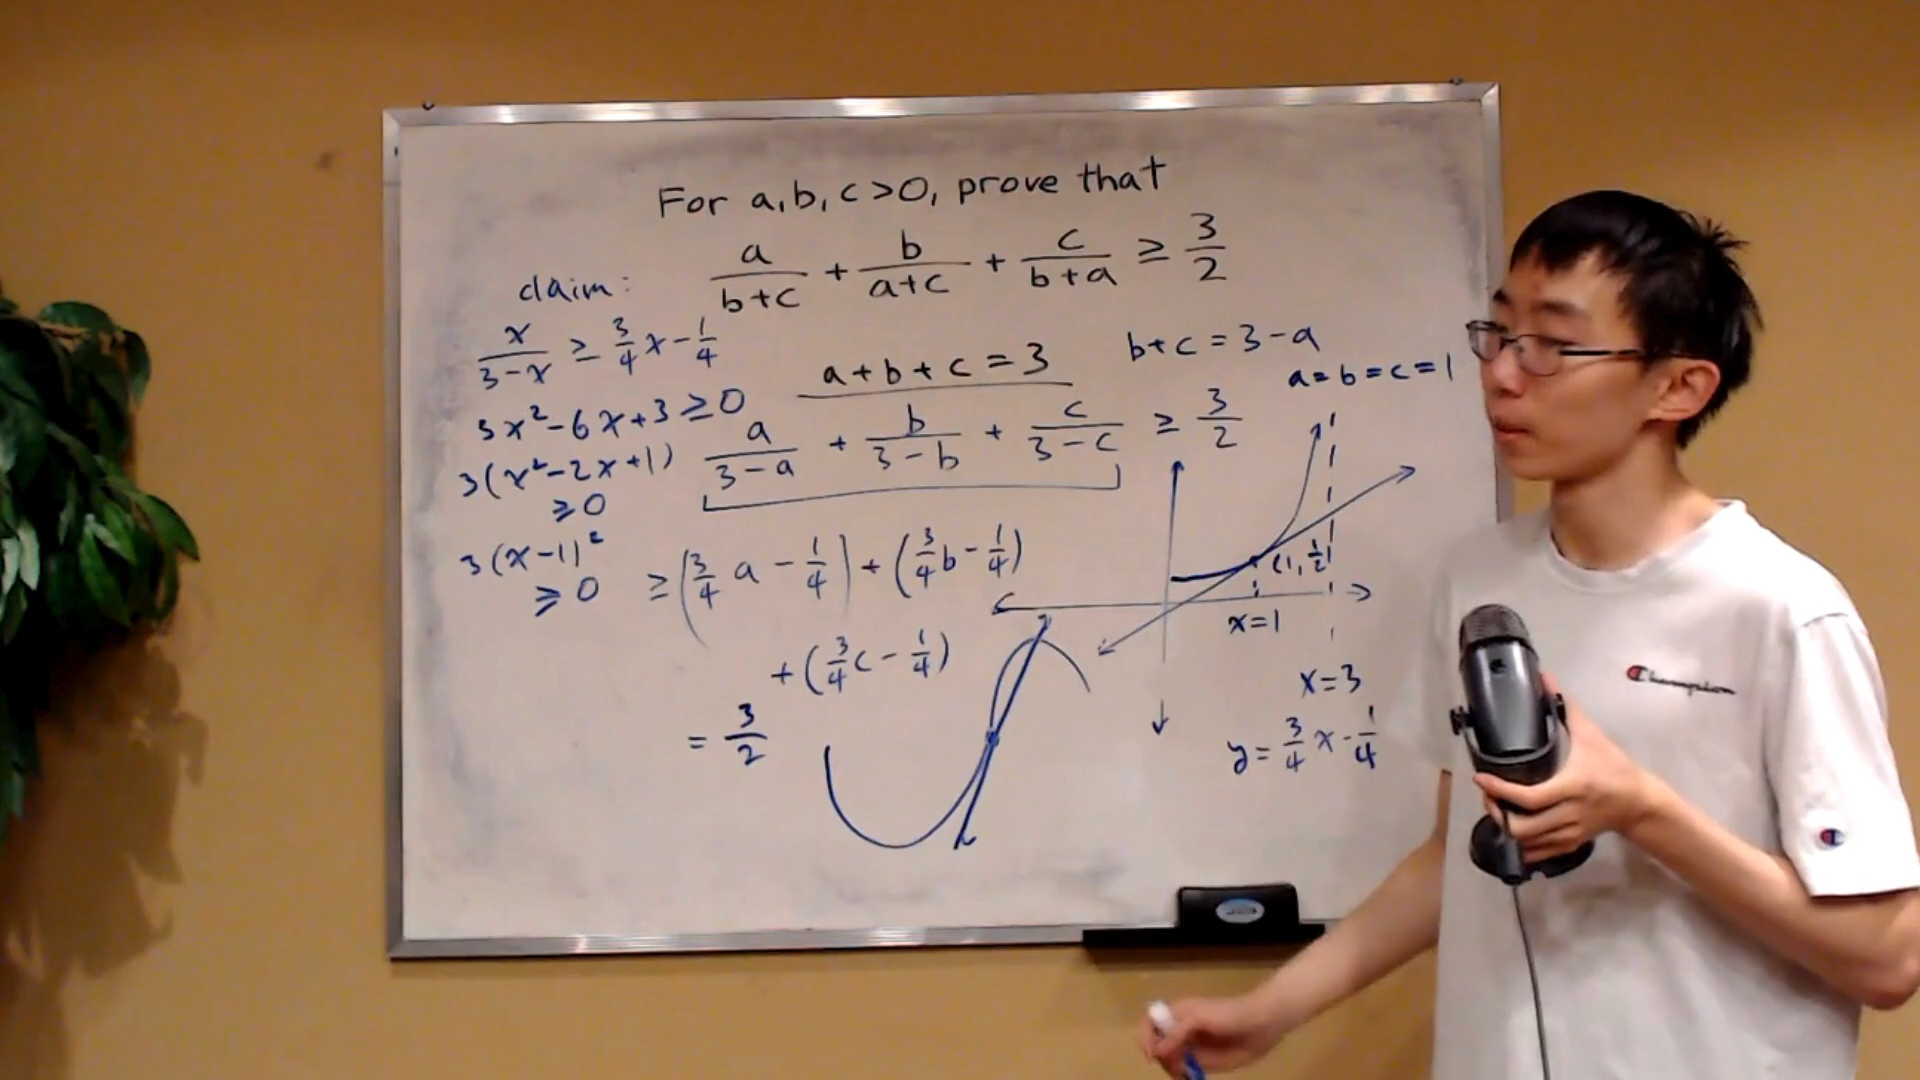 For a,b,c>0, prove that
a/(b+c) + b/(a+c) + c/(b+a) ≥ 3/2
claim:
x/(3-x) ≥ 3/4 x - 1/4
3x²-6x+3≥0
3(x²-2x+1)
≥0
3(x-1)²
≥0
a+b+c=3
b+c=3-a
a=b=c=1
a/(3-a) + b/(3-b) + c/(3-c) ≥ 3/2
≥(3/4 a - 1/4)+(3/4 b - 1/4)
+(3/4 c - 1/4)
= 3/2
(1, 1/2)
x=1
x=3
y= 3/4 x - 1/4
Champion